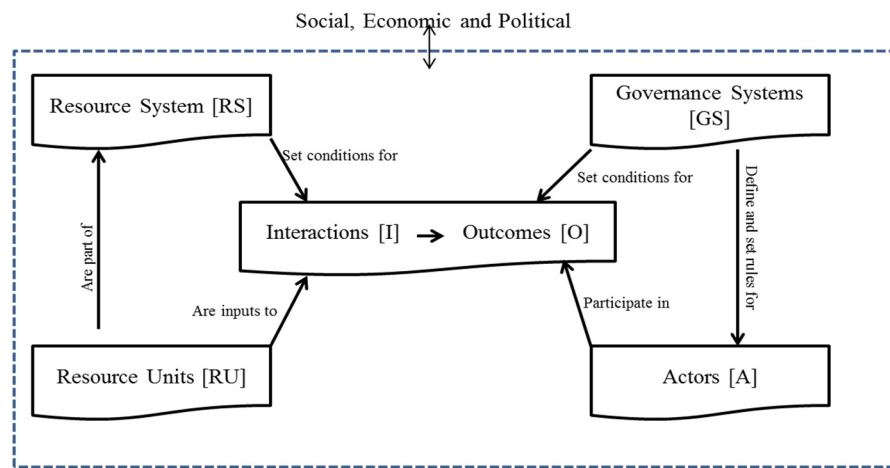 Social, Economic and Political
Resource System [RS]
Governance Systems
[GS]
Set conditions for
Set conditions for
Are part of
Define and set rules for
Interactions [I]
Outcomes [O]
Are inputs to
Participate in
Resource Units [RU]
Actors [A]